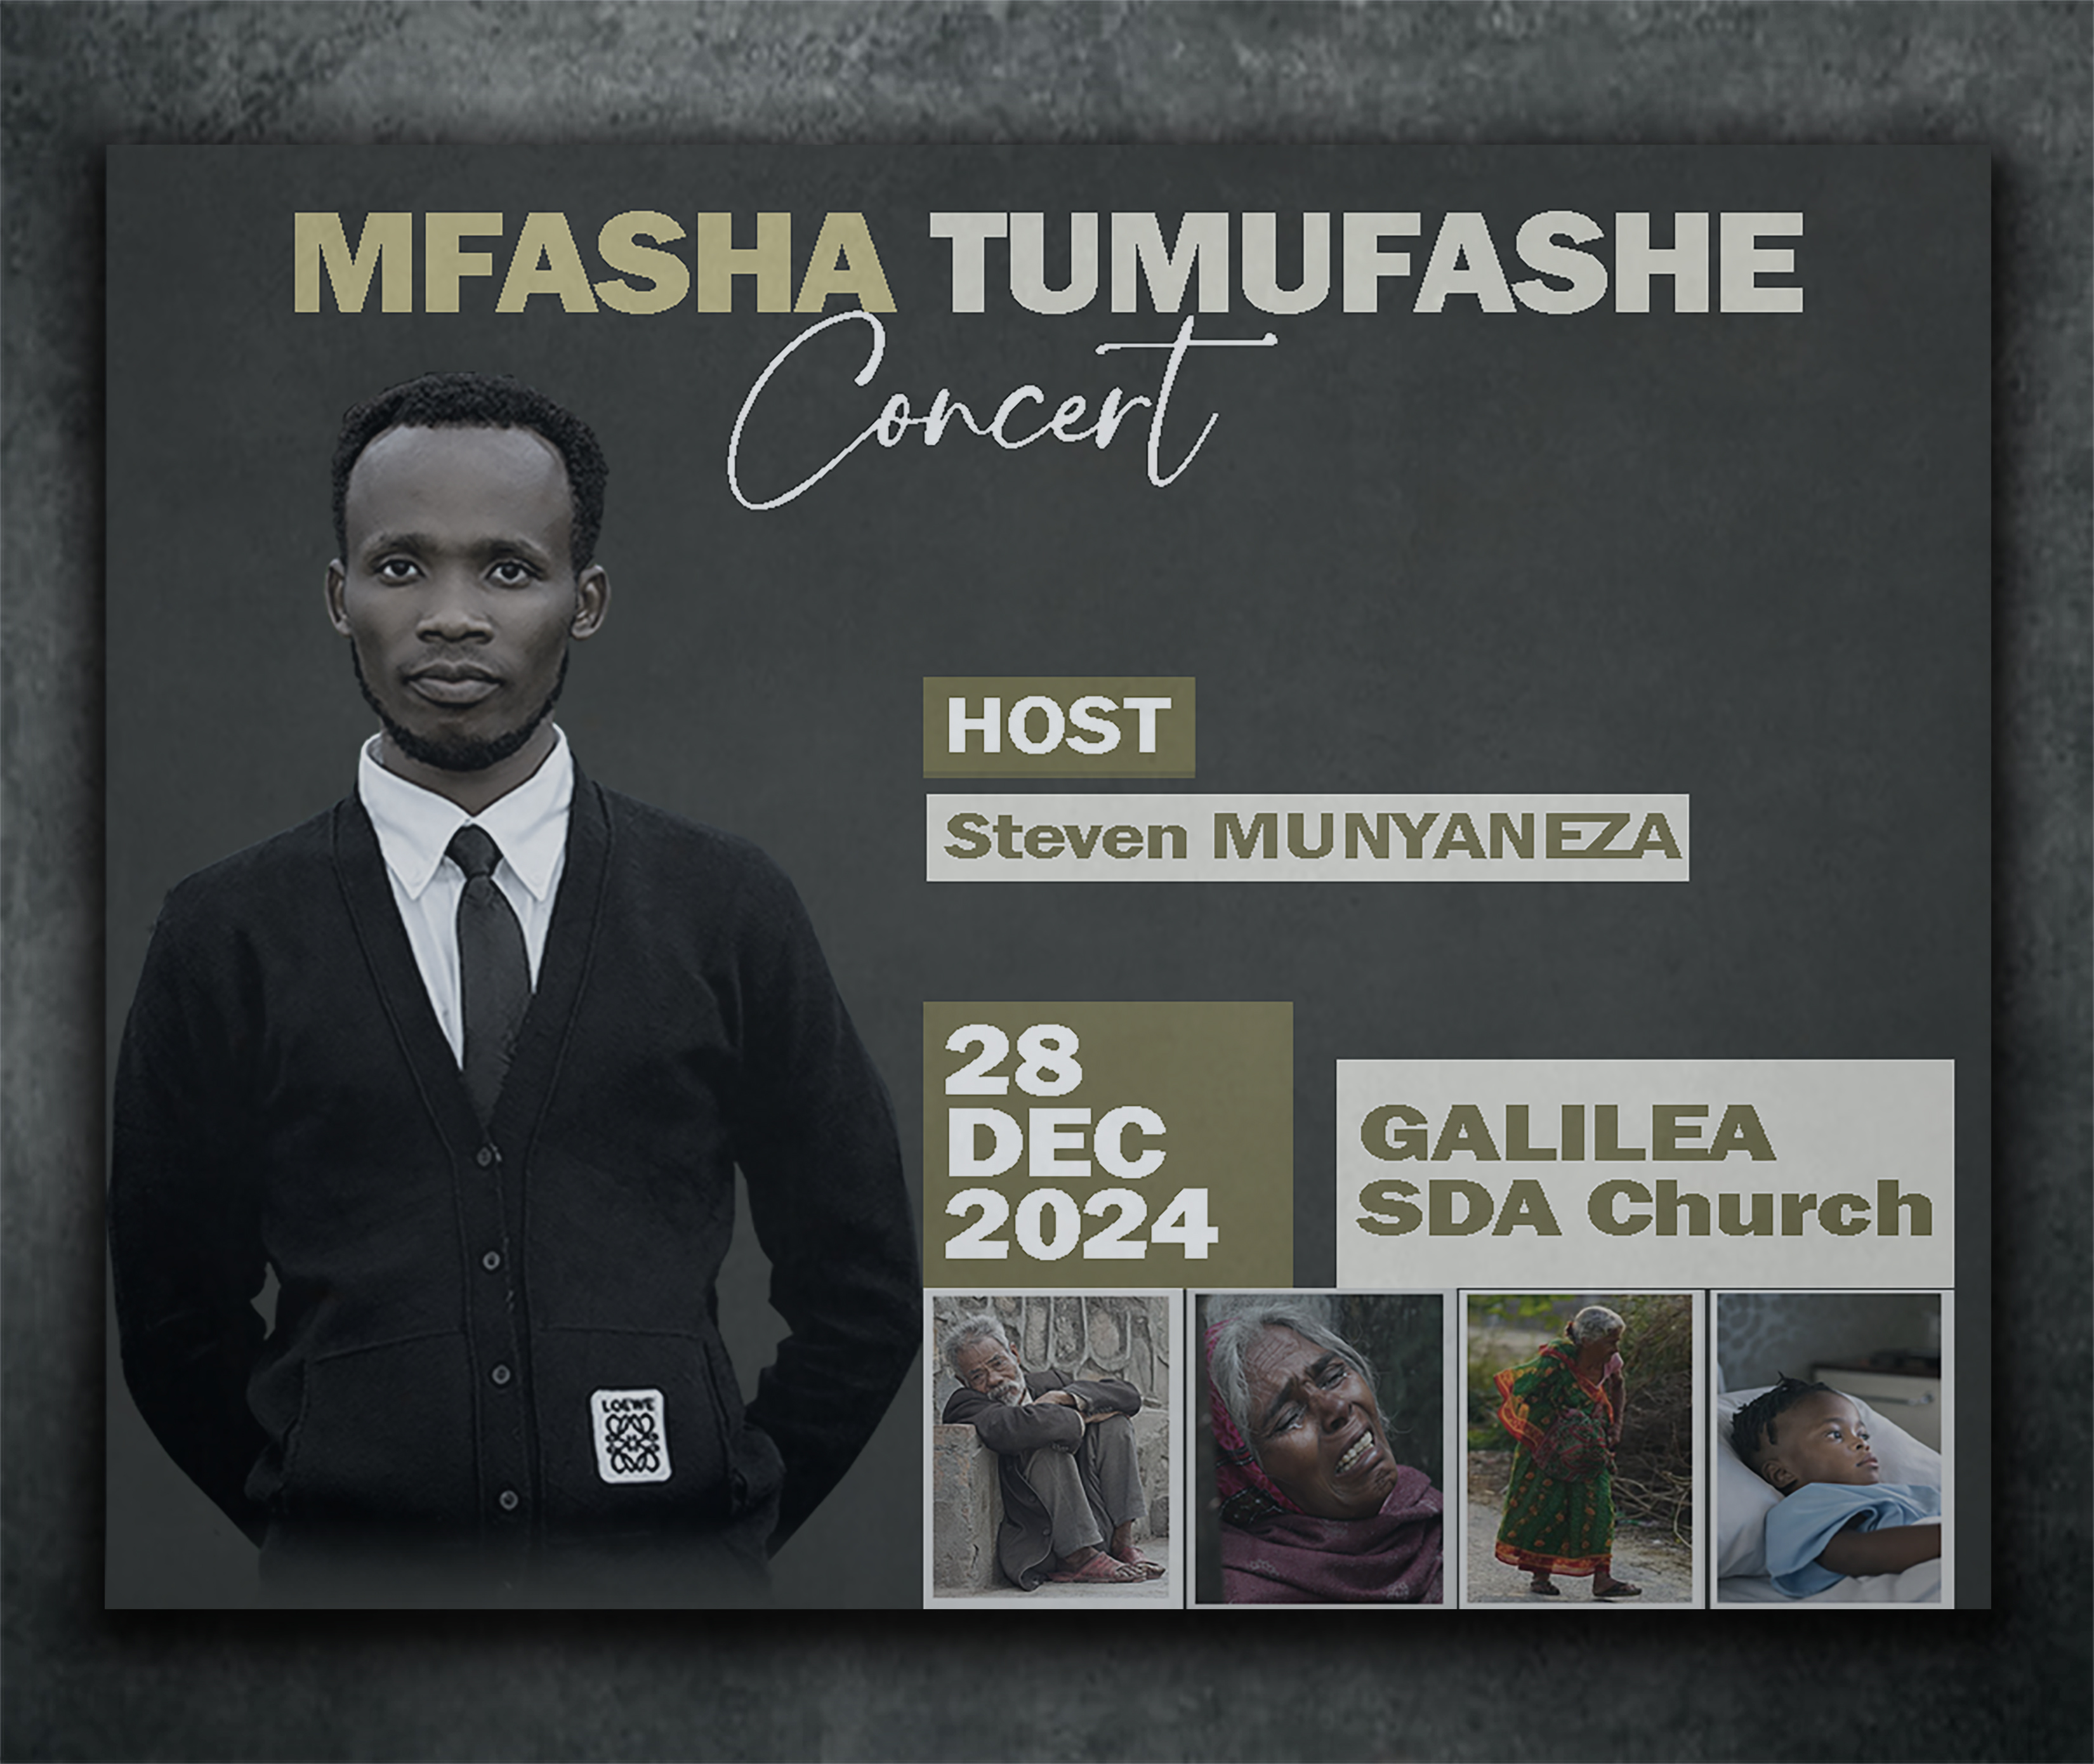 MFASHA TUMUFASHE
Concert
HOST
Steven MUNYANEZA
28
DEC
2024
GALILEA
SDA Church
LOEWE